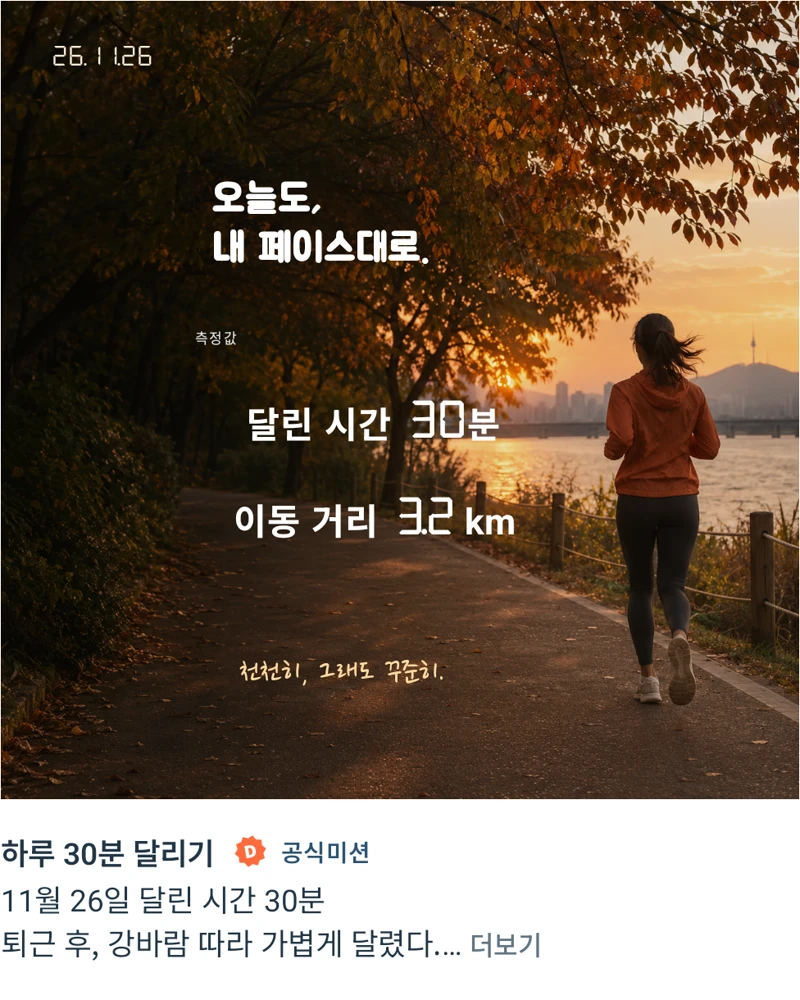 26.11.26
오늘도,
내 페이스대로.
측정값
달린 시간 30분
이동 거리 3.2 km
천천히, 그래도 꾸준히.
하루 30분 달리기 D 공식미션
11월 26일 달린 시간 30분
퇴근 후, 강바람 따라 가볍게 달렸다.... 더보기